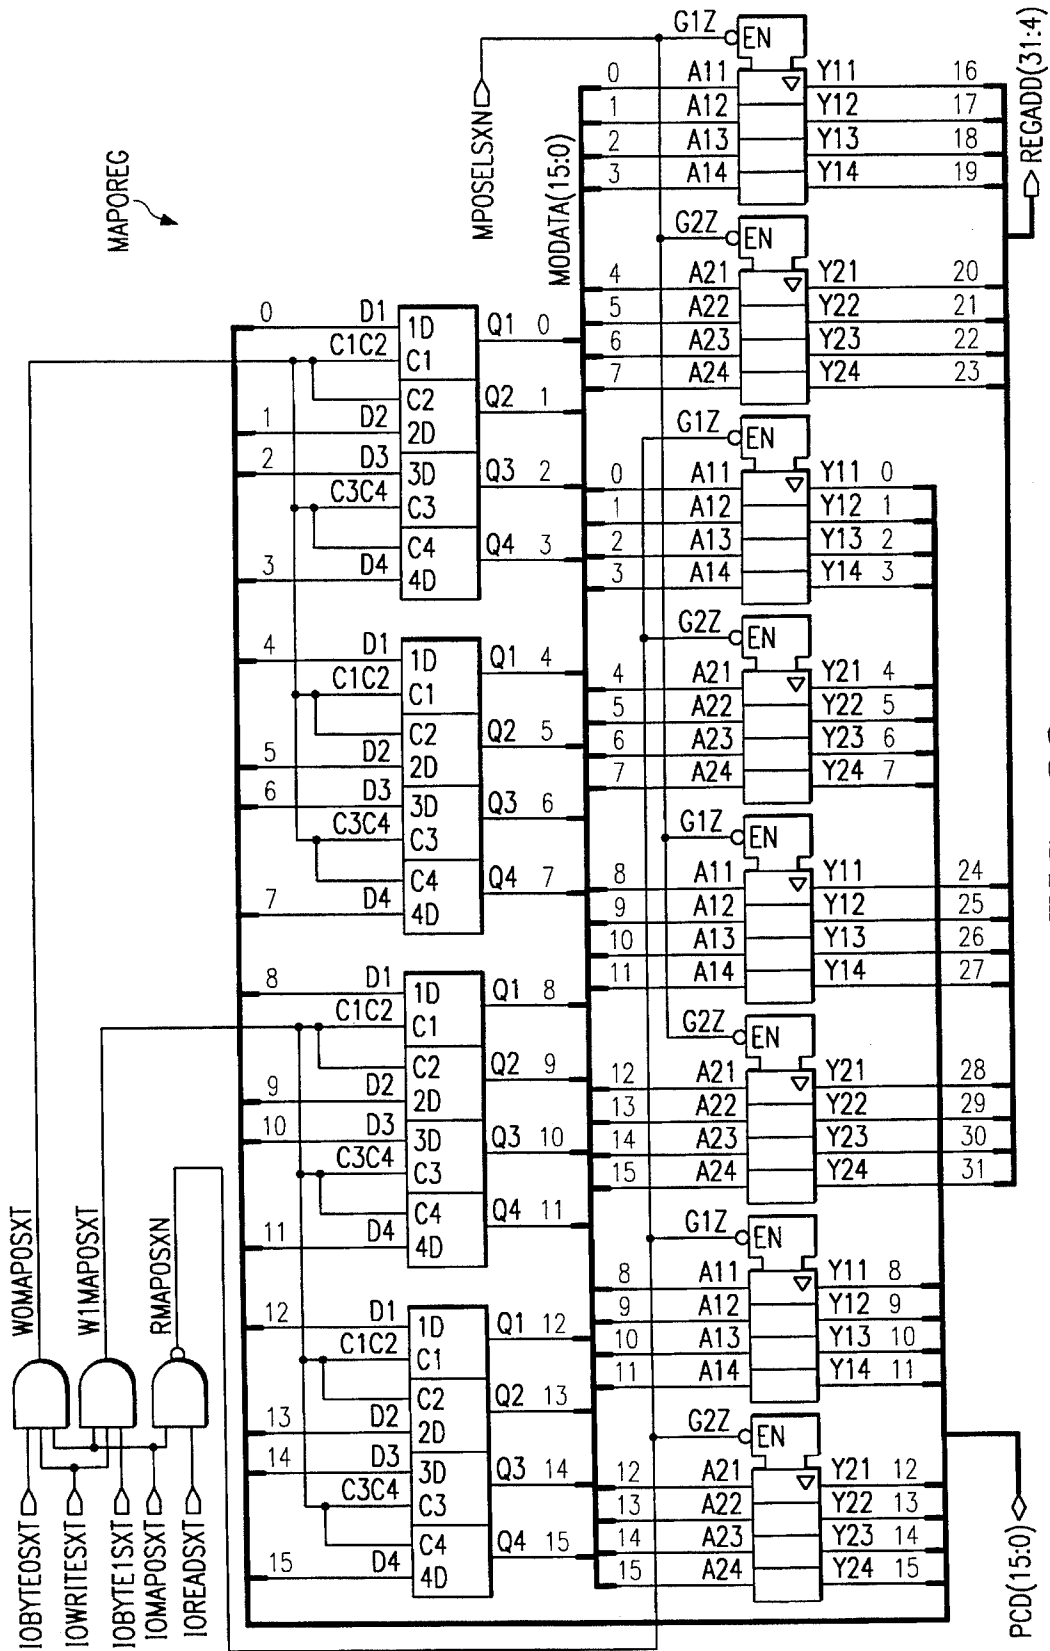 MAP0REG
IOBYTE0SXT
IOWRITESXT
IOBYTE1SXT
IOMAP0SXT
IOREADSXT
W0MAP0SXT
W1MAP0SXT
RMAP0SXN
MP0SELSXN
M0DATA(15:0)
REGADD(31:4)
PCD(15:0)
0 D1 1D Q1 0
C1C2 C1
C2 Q2 1
1 D2 2D
2 D3 3D Q3 2
C3C4 C3
C4 Q4 3
3 D4 4D
4 D1 1D Q1 4
C1C2 C1
C2 Q2 5
5 D2 2D
6 D3 3D Q3 6
C3C4 C3
C4 Q4 7
7 D4 4D
8 D1 1D Q1 8
C1C2 C1
C2 Q2 9
9 D2 2D
10 D3 3D Q3 10
C3C4 C3
C4 Q4 11
11 D4 4D
12 D1 1D Q1 12
C1C2 C1
C2 Q2 13
13 D2 2D
14 D3 3D Q3 14
C3C4 C3
C4 Q4 15
15 D4 4D
G1Z EN
0 A11 Y11 16
1 A12 Y12 17
2 A13 Y13 18
3 A14 Y14 19
G2Z EN
4 A21 Y21 20
5 A22 Y22 21
6 A23 Y23 22
7 A24 Y24 23
G1Z EN
0 A11 Y11 0
1 A12 Y12 1
2 A13 Y13 2
3 A14 Y14 3
G2Z EN
4 A21 Y21 4
5 A22 Y22 5
6 A23 Y23 6
7 A24 Y24 7
G1Z EN
8 A11 Y11 24
9 A12 Y12 25
10 A13 Y13 26
11 A14 Y14 27
G2Z EN
12 A21 Y21 28
13 A22 Y22 29
14 A23 Y23 30
15 A24 Y24 31
G1Z EN
8 A11 Y11 8
9 A12 Y12 9
10 A13 Y13 10
11 A14 Y14 11
G2Z EN
12 A21 Y21 12
13 A22 Y22 13
14 A23 Y23 14
15 A24 Y24 15